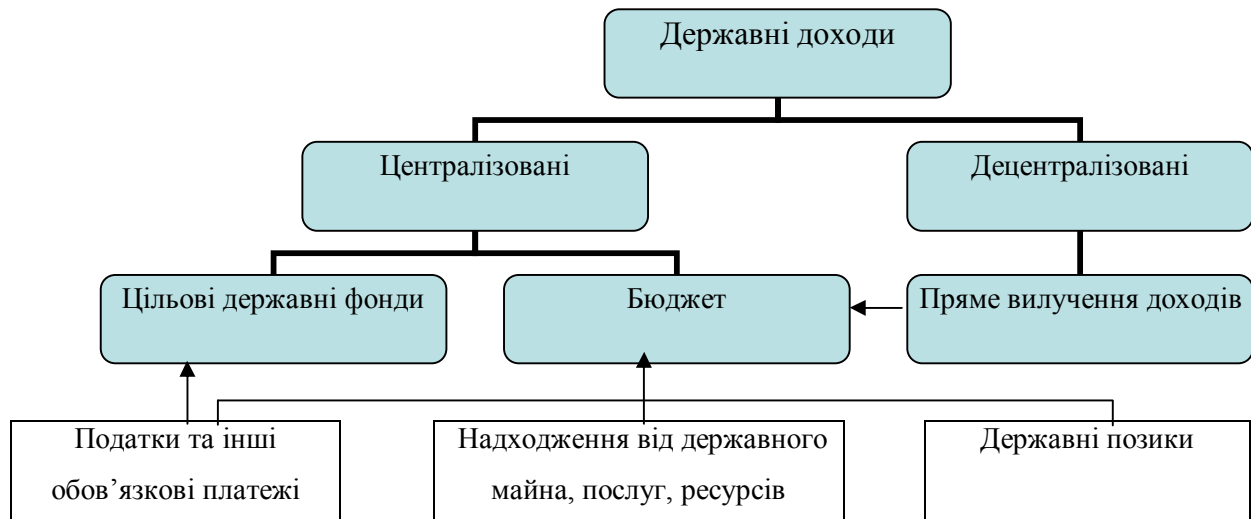 Державні доходи
Централізовані
Децентралізовані
Цільові державні фонди
Бюджет
Пряме вилучення доходів
Податки та інші
обов’язкові платежі
Надходження від державного
майна, послуг, ресурсів
Державні позики